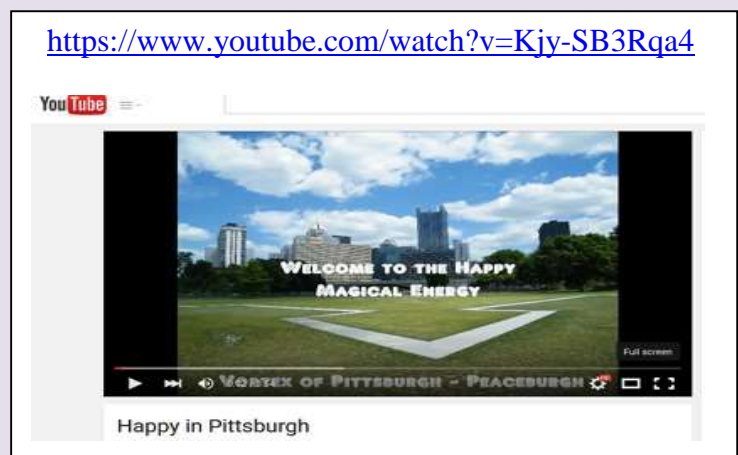 https://www.youtube.com/watch?v=Kjy-SB3Rqa4
YouTube
WELCOME TO THE HAPPY
MAGICAL ENERGY
Full screen
VORTEX OF PITTSBURGH - PEACEBURGH
Happy in Pittsburgh